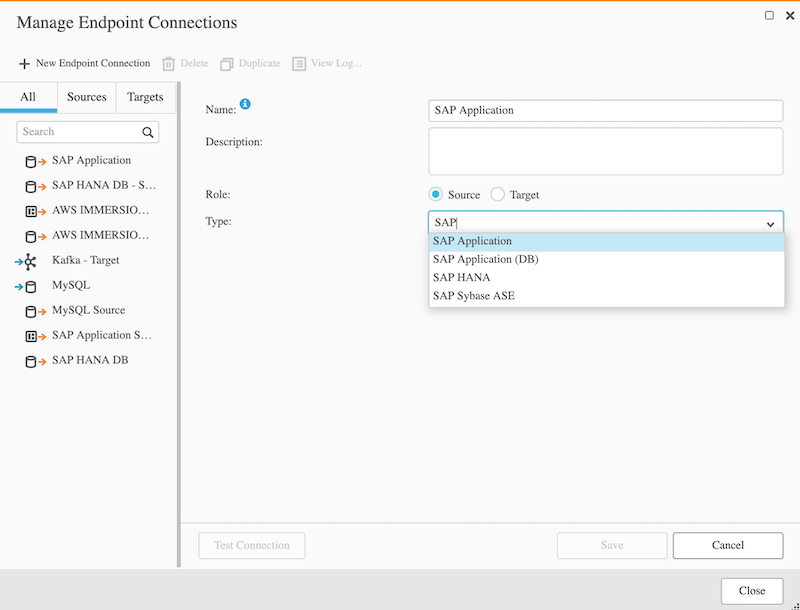 Manage Endpoint Connections
New Endpoint Connection Delete Duplicate View Log...
All Sources Targets
Search
SAP Application
SAP HANA DB - S...
AWS IMMERSIO...
AWS IMMERSIO...
Kafka - Target
MySQL
MySQL Source
SAP Application S...
SAP HANA DB
Name: SAP Application
Description:
Role: Source Target
Type: SAP
SAP Application
SAP Application (DB)
SAP HANA
SAP Sybase ASE
Test Connection Save Cancel
Close